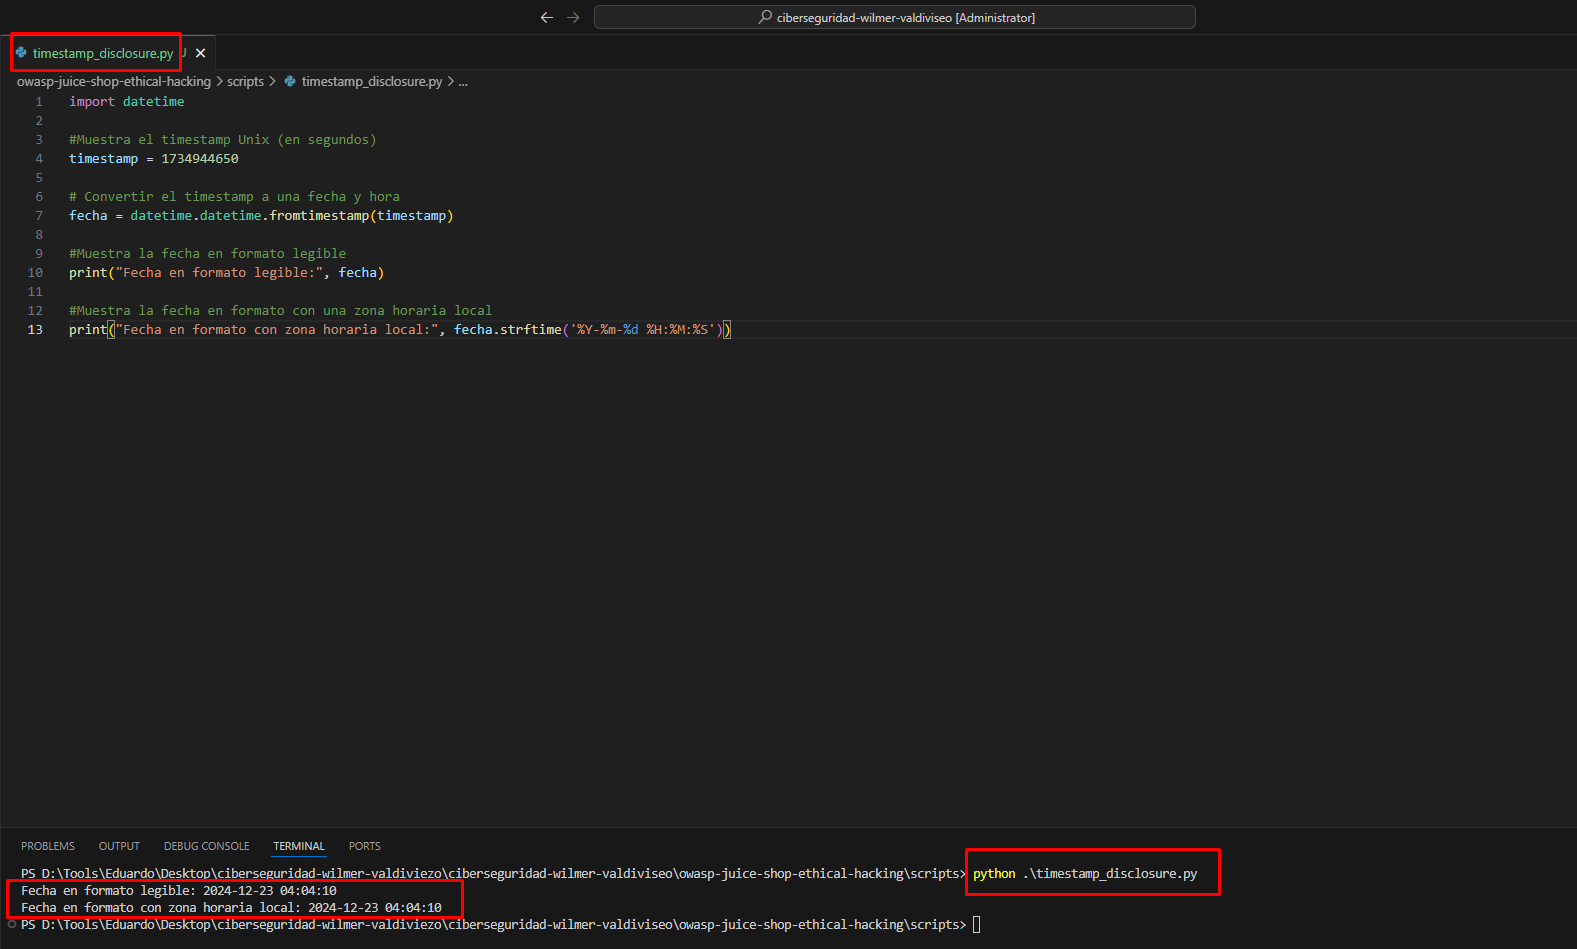 ciberseguridad-wilmer-valdiviseo [Administrator]
timestamp_disclosure.py U
owasp-juice-shop-ethical-hacking > scripts > timestamp_disclosure.py > ...
1 import datetime
2
3 #Muestra el timestamp Unix (en segundos)
4 timestamp = 1734944650
5
6 # Convertir el timestamp a una fecha y hora
7 fecha = datetime.datetime.fromtimestamp(timestamp)
8
9 #Muestra la fecha en formato legible
10 print("Fecha en formato legible:", fecha)
11
12 #Muestra la fecha en formato con una zona horaria local
13 print("Fecha en formato con zona horaria local:", fecha.strftime('%Y-%m-%d %H:%M:%S'))
PROBLEMS OUTPUT DEBUG CONSOLE TERMINAL PORTS
PS D:\Tools\Eduardo\Desktop\ciberseguridad-wilmer-valdiviezo\ciberseguridad-wilmer-valdiviseo\owasp-juice-shop-ethical-hacking\scripts> python .\timestamp_disclosure.py
Fecha en formato legible: 2024-12-23 04:04:10
Fecha en formato con zona horaria local: 2024-12-23 04:04:10
PS D:\Tools\Eduardo\Desktop\ciberseguridad-wilmer-valdiviezo\ciberseguridad-wilmer-valdiviseo\owasp-juice-shop-ethical-hacking\scripts>